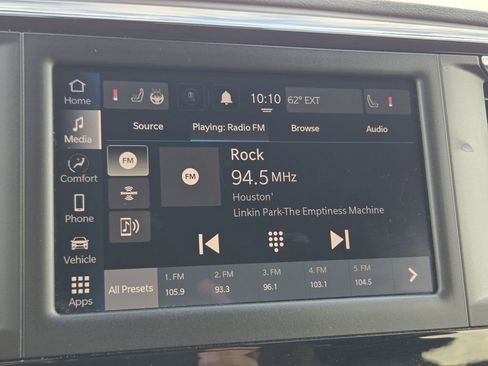 Home
10:10
62° EXT
Media
Source
Playing: Radio FM
Browse
Audio
Comfort
FM
FM
Rock
94.5 MHz
Houston'
Linkin Park-The Emptiness Machine
Phone
Vehicle
Apps
All Presets
1. FM
105.9
2. FM
93.3
3. FM
96.1
4. FM
103.1
5. FM
104.5